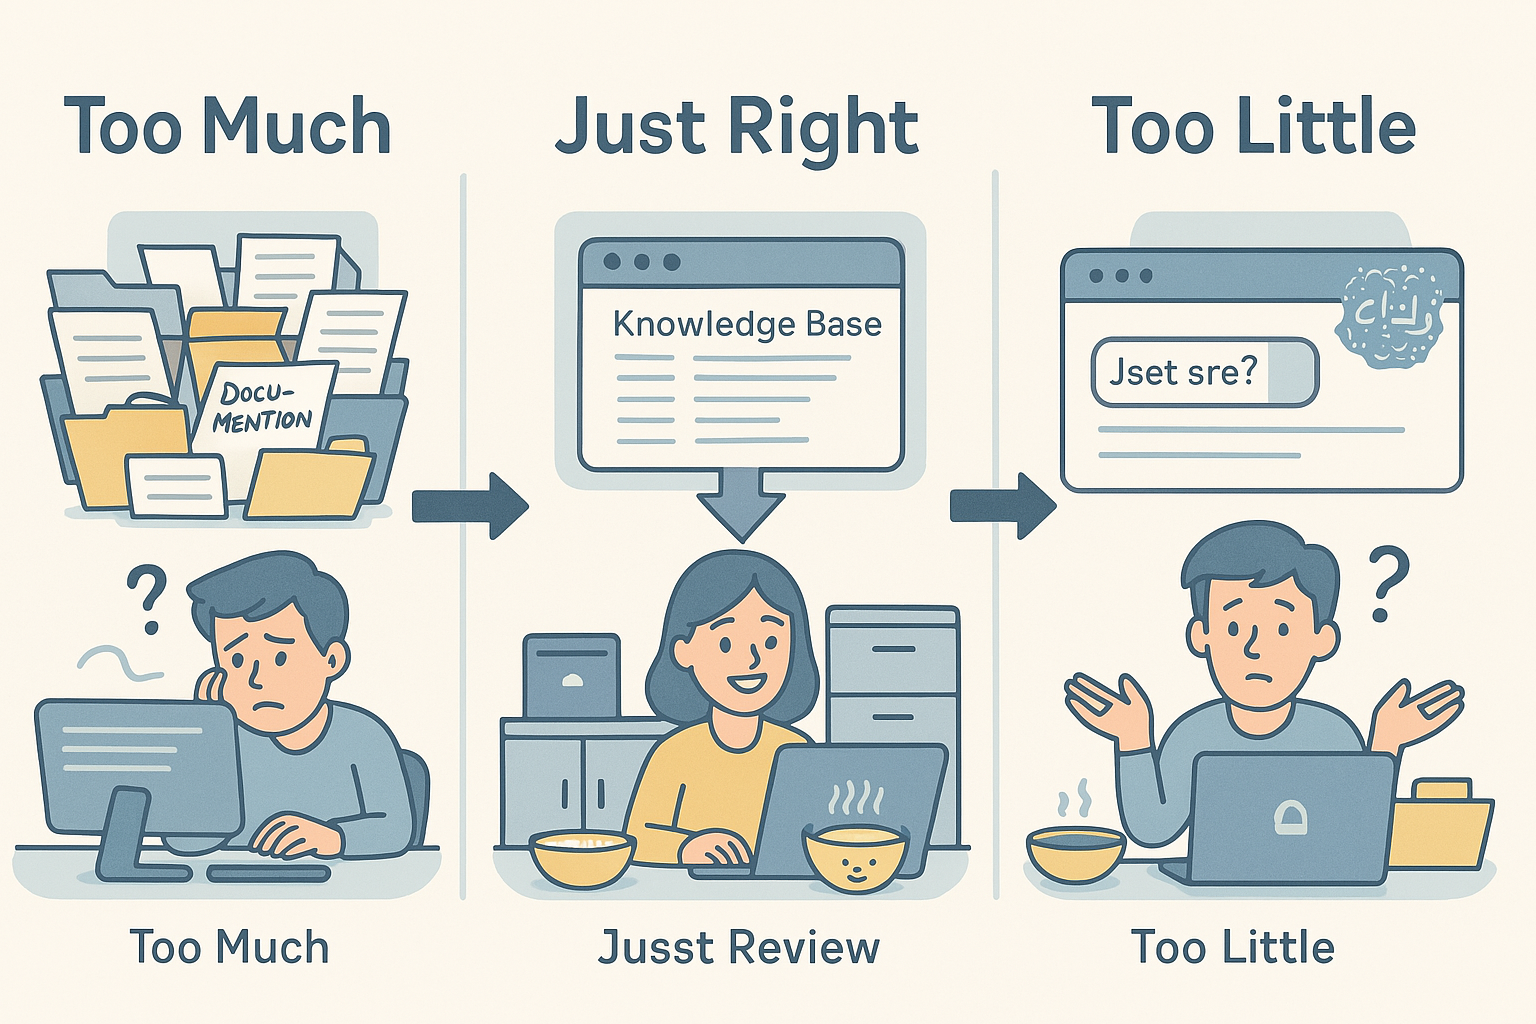 Too Much
Just Right
Too Little
DOCU-
MENTION
Knowledge Base
Jset sre?
?
?
Too Much
Jusst Review
Too Little